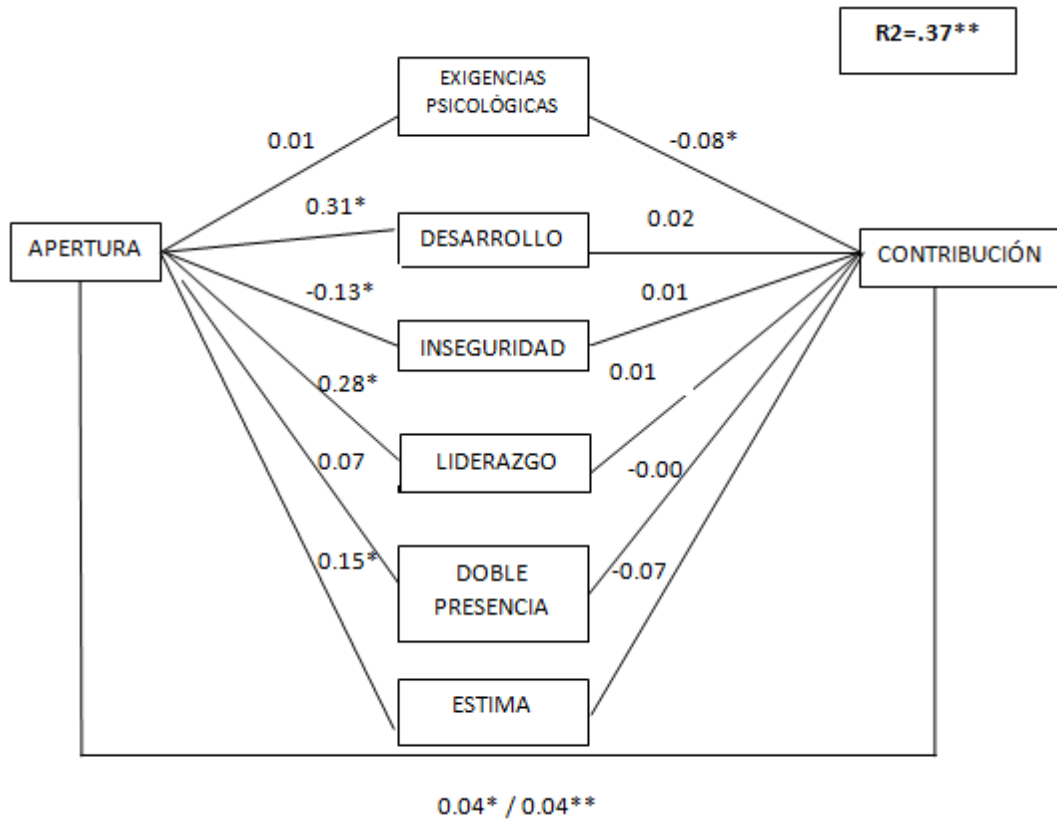 R2=.37**
EXIGENCIAS
PSICOLÓGICAS
0.01
-0.08*
0.31*
DESARROLLO
0.02
APERTURA
CONTRIBUCIÓN
-0.13*
0.01
INSEGURIDAD
0.28*
0.01
LIDERAZGO
0.07
-0.00
0.15*
DOBLE
PRESENCIA
-0.07
ESTIMA
0.04* / 0.04**